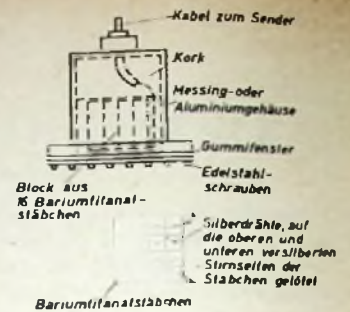 Kabel zum Sender
Kork
Messing-oder
Aluminiumgehäuse
Gummifenster
Edelstahl-
schrauben
Block aus
16 Bariumtitanat-
stäbchen
Silberdrähte, auf
die oberen und
unteren versilberten
Stirnseiten der
Stäbchen gelötet
Bariumtitanatstäbchen